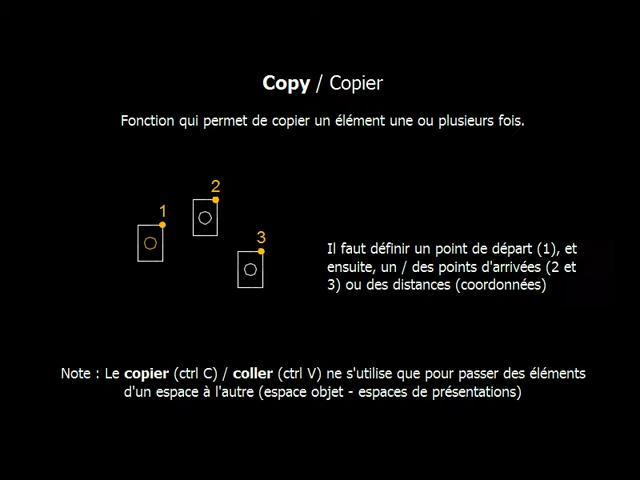 Copy / Copier
Fonction qui permet de copier un élément une ou plusieurs fois.
2
1
3
Il faut définir un point de départ (1), et
ensuite, un / des points d'arrivées (2 et
3) ou des distances (coordonnées)
Note : Le copier (ctrl C) / coller (ctrl V) ne s'utilise que pour passer des éléments
d'un espace à l'autre (espace objet - espaces de présentations)